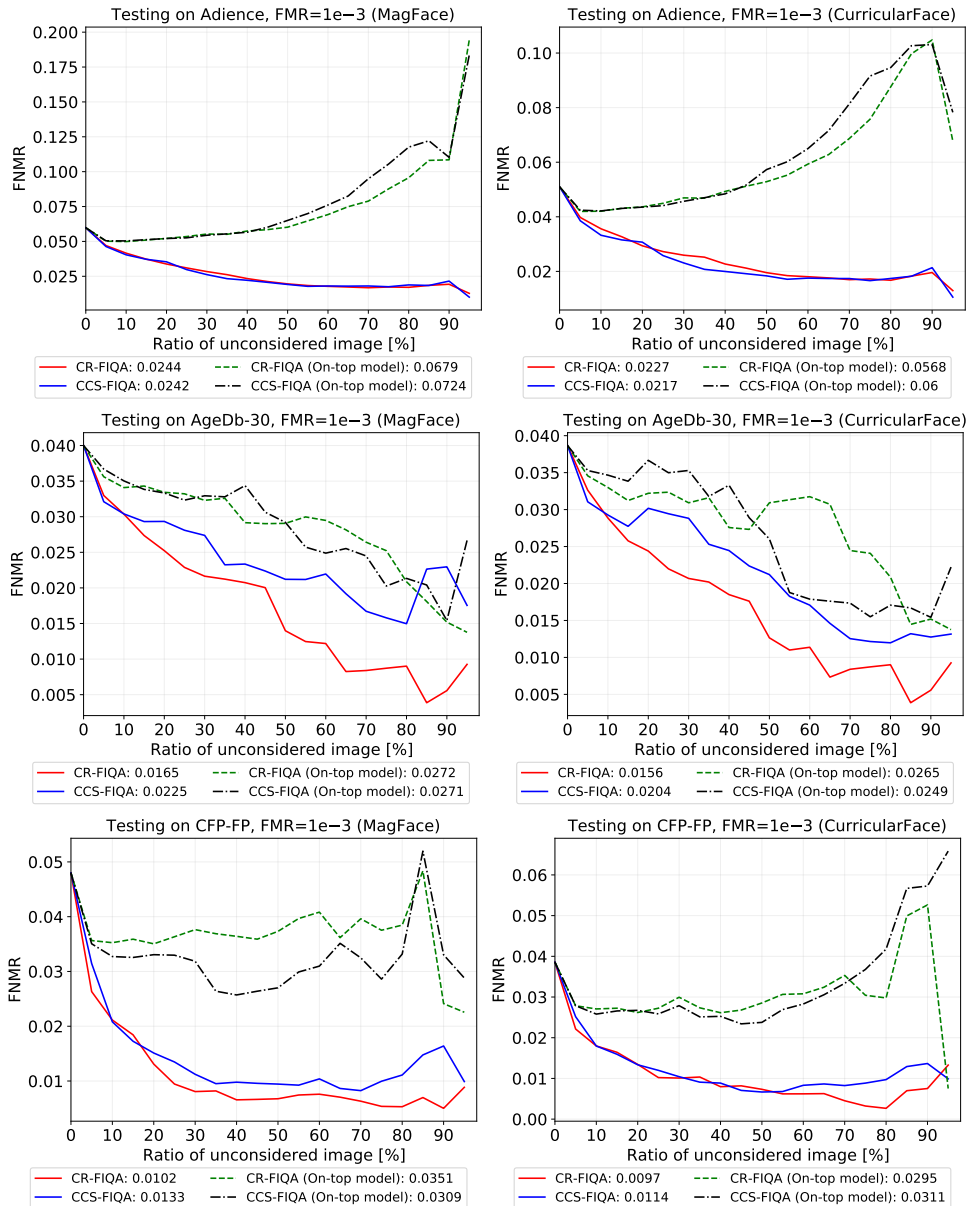 Testing on Adience, FMR=1e−3 (MagFace)
FNMR
0.200
0.175
0.150
0.125
0.100
0.075
0.050
0.025
0 10 20 30 40 50 60 70 80 90
Ratio of unconsidered image [%]
CR-FIQA: 0.0244 CR-FIQA (On-top model): 0.0679
CCS-FIQA: 0.0242 CCS-FIQA (On-top model): 0.0724
Testing on Adience, FMR=1e−3 (CurricularFace)
FNMR
0.10
0.08
0.06
0.04
0.02
0 10 20 30 40 50 60 70 80 90
Ratio of unconsidered image [%]
CR-FIQA: 0.0227 CR-FIQA (On-top model): 0.0568
CCS-FIQA: 0.0217 CCS-FIQA (On-top model): 0.06
Testing on AgeDb-30, FMR=1e−3 (MagFace)
FNMR
0.040
0.035
0.030
0.025
0.020
0.015
0.010
0.005
0 10 20 30 40 50 60 70 80 90
Ratio of unconsidered image [%]
CR-FIQA: 0.0165 CR-FIQA (On-top model): 0.0272
CCS-FIQA: 0.0225 CCS-FIQA (On-top model): 0.0271
Testing on AgeDb-30, FMR=1e−3 (CurricularFace)
FNMR
0.040
0.035
0.030
0.025
0.020
0.015
0.010
0.005
0 10 20 30 40 50 60 70 80 90
Ratio of unconsidered image [%]
CR-FIQA: 0.0156 CR-FIQA (On-top model): 0.0265
CCS-FIQA: 0.0204 CCS-FIQA (On-top model): 0.0249
Testing on CFP-FP, FMR=1e−3 (MagFace)
FNMR
0.05
0.04
0.03
0.02
0.01
0 10 20 30 40 50 60 70 80 90
Ratio of unconsidered image [%]
CR-FIQA: 0.0102 CR-FIQA (On-top model): 0.0351
CCS-FIQA: 0.0133 CCS-FIQA (On-top model): 0.0309
Testing on CFP-FP, FMR=1e−3 (CurricularFace)
FNMR
0.06
0.05
0.04
0.03
0.02
0.01
0.00
0 10 20 30 40 50 60 70 80 90
Ratio of unconsidered image [%]
CR-FIQA: 0.0097 CR-FIQA (On-top model): 0.0295
CCS-FIQA: 0.0114 CCS-FIQA (On-top model): 0.0311